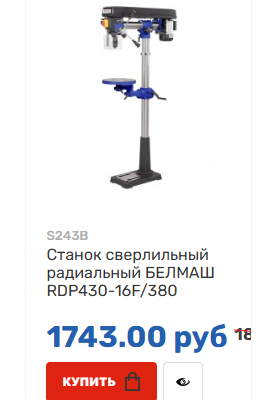 S243B
Станок сверлильный
радиальный БЕЛМАШ
RDP430-16F/380
1743.00 руб
КУПИТЬ